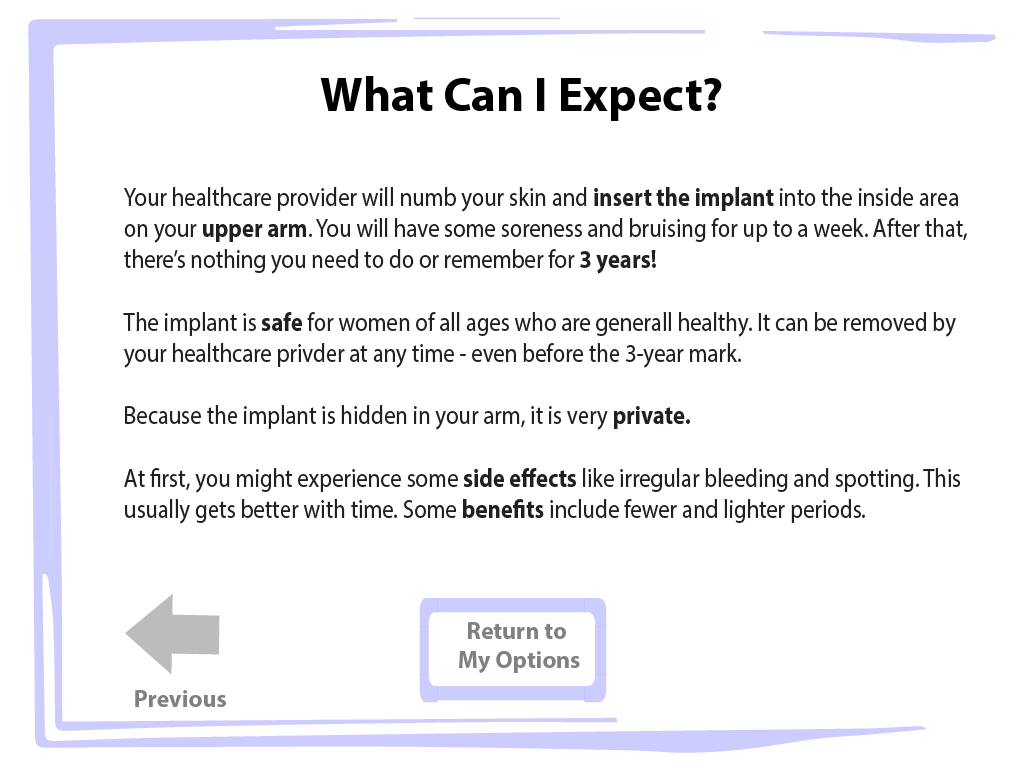 What Can I Expect?
Your healthcare provider will numb your skin and insert the implant into the inside area
on your upper arm. You will have some soreness and bruising for up to a week. After that,
there's nothing you need to do or remember for 3 years!
The implant is safe for women of all ages who are generall healthy. It can be removed by
your healthcare privder at any time - even before the 3-year mark.
Because the implant is hidden in your arm, it is very private.
At first, you might experience some side effects like irregular bleeding and spotting. This
usually gets better with time. Some benefits include fewer and lighter periods.
Return to
My Options
Previous